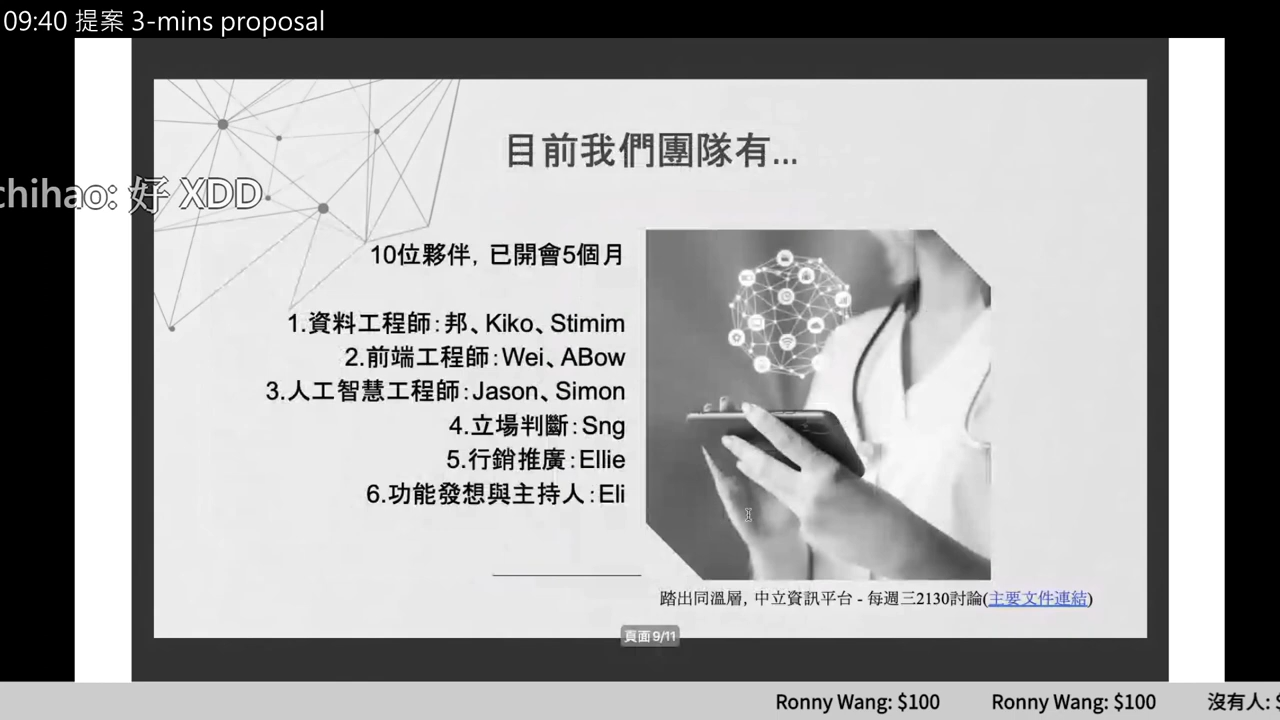 09:40 提案 3-mins proposal
目前我們團隊有...
chihao: 好 XDD
10位夥伴，已開會5個月
1.資料工程師：邦、Kiko、Stimim
2.前端工程師：Wei、ABow
3.人工智慧工程師：Jason、Simon
4.立場判斷：Sng
5.行銷推廣：Ellie
6.功能發想與主持人：Eli
踏出同溫層，中立資訊平台 - 每週三2130討論(主要文件連結)
頁面 9/11
Ronny Wang: $100 Ronny Wang: $100 沒有人: $